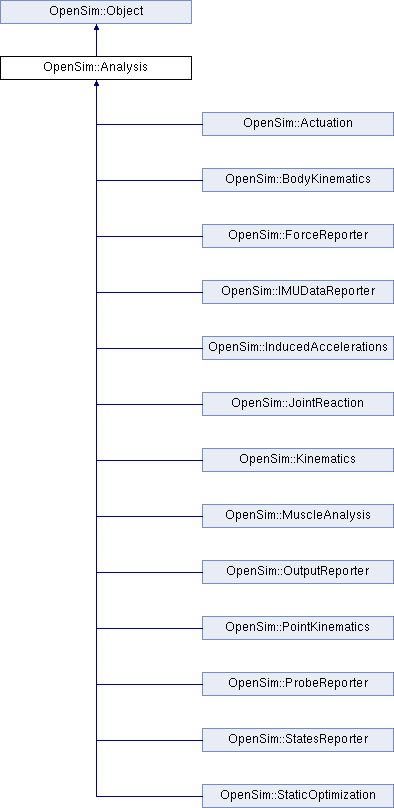 OpenSim::Object
OpenSim::Analysis
OpenSim::Actuation
OpenSim::BodyKinematics
OpenSim::ForceReporter
OpenSim::IMUDataReporter
OpenSim::InducedAccelerations
OpenSim::JointReaction
OpenSim::Kinematics
OpenSim::MuscleAnalysis
OpenSim::OutputReporter
OpenSim::PointKinematics
OpenSim::ProbeReporter
OpenSim::StatesReporter
OpenSim::StaticOptimization